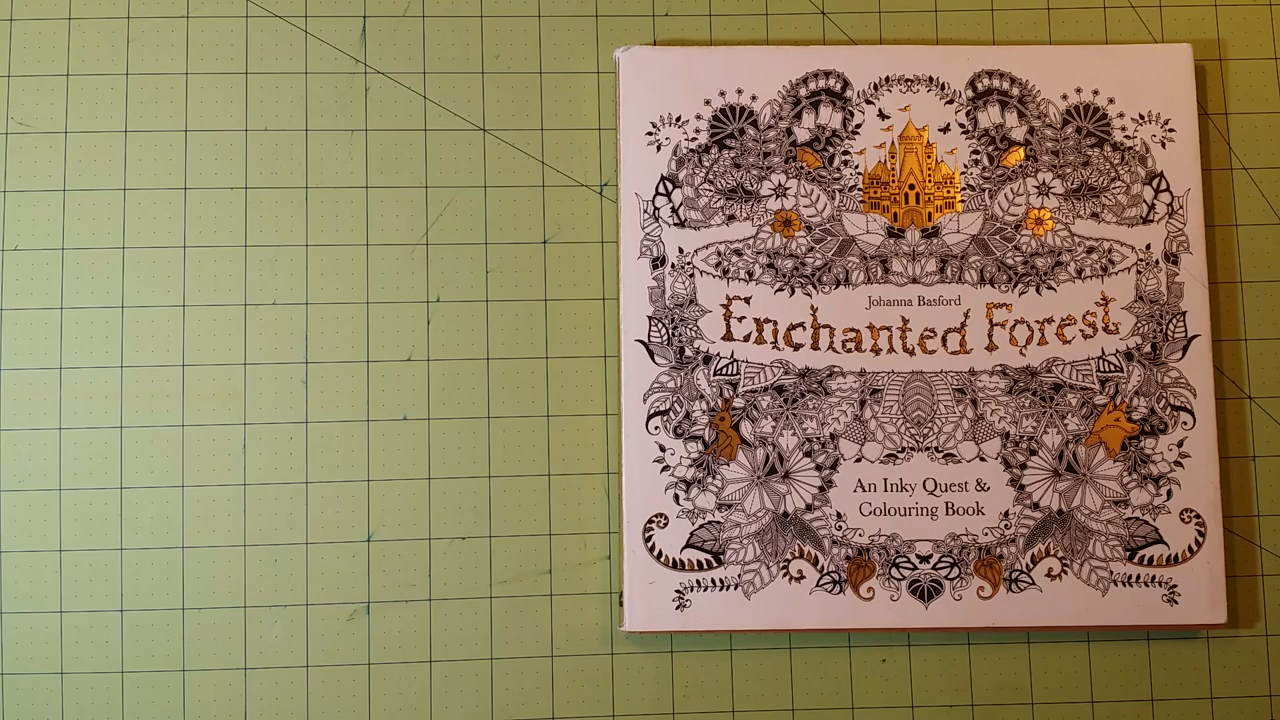 Johanna Basford
Enchanted Forest
An Inky Quest &
Colouring Book